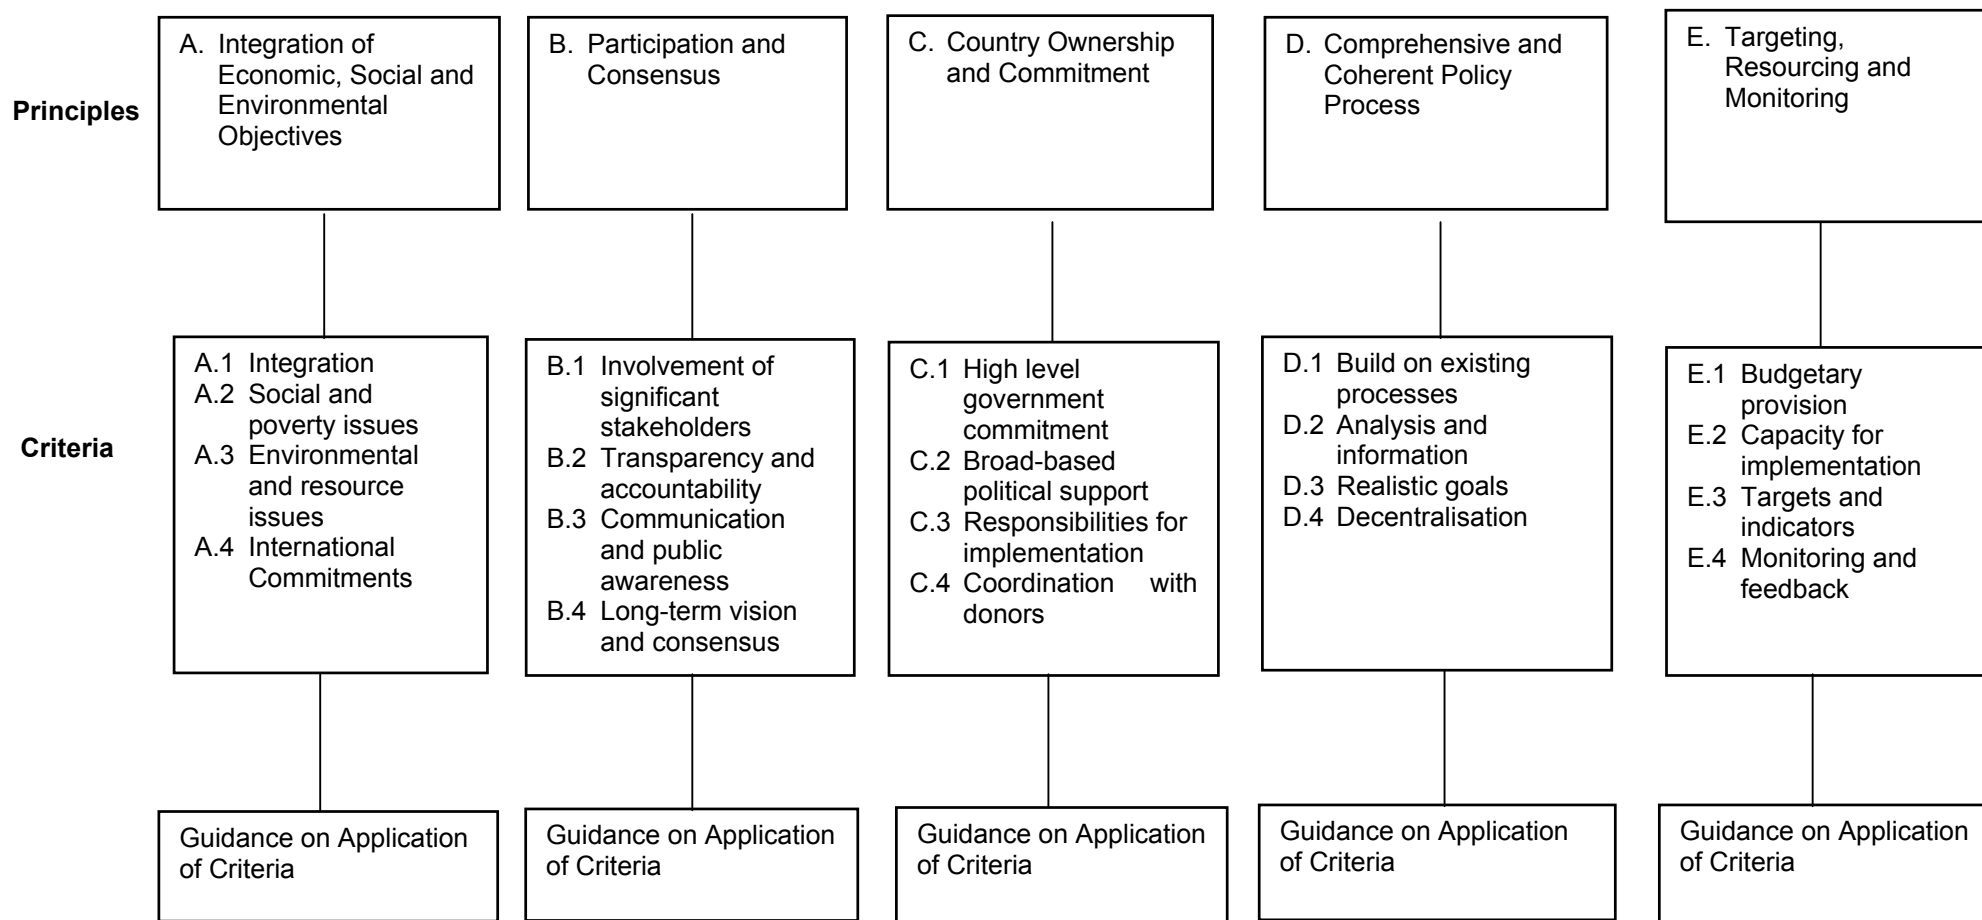 Principles
A. Integration of
Economic, Social and
Environmental
Objectives
B. Participation and
Consensus
C. Country Ownership
and Commitment
D. Comprehensive and
Coherent Policy
Process
E. Targeting,
Resourcing and
Monitoring
Criteria
A.1 Integration
A.2 Social and
poverty issues
A.3 Environmental
and resource
issues
A.4 International
Commitments
B.1 Involvement of
significant
stakeholders
B.2 Transparency and
accountability
B.3 Communication
and public
awareness
B.4 Long-term vision
and consensus
C.1 High level
government
commitment
C.2 Broad-based
political support
C.3 Responsibilities for
implementation
C.4 Coordination with
donors
D.1 Build on existing
processes
D.2 Analysis and
information
D.3 Realistic goals
D.4 Decentralisation
E.1 Budgetary
provision
E.2 Capacity for
implementation
E.3 Targets and
indicators
E.4 Monitoring and
feedback
Guidance on Application
of Criteria
Guidance on Application
of Criteria
Guidance on Application
of Criteria
Guidance on Application
of Criteria
Guidance on Application
of Criteria